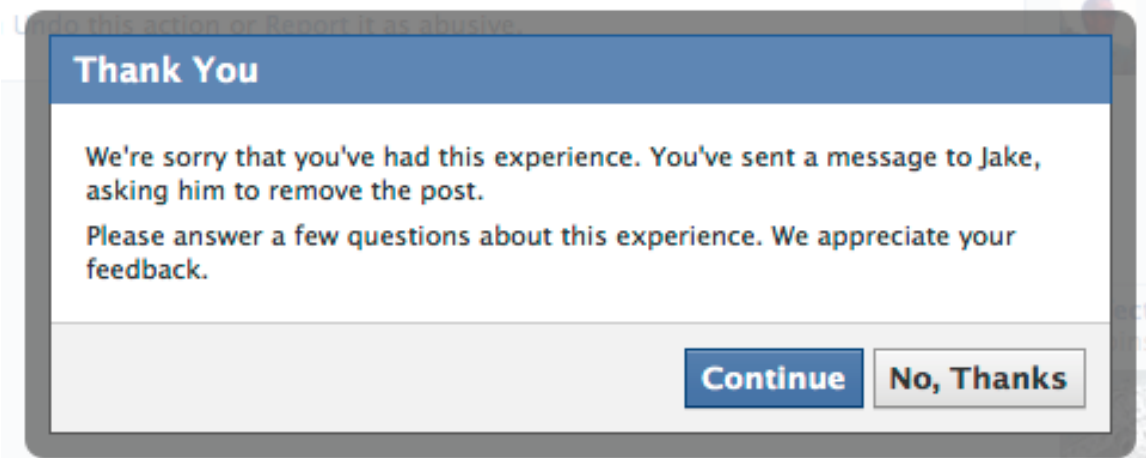 Undo this action or Report it as abusive.
Thank You
We're sorry that you've had this experience. You've sent a message to Jake,
asking him to remove the post.
Please answer a few questions about this experience. We appreciate your
feedback.
Continue
No, Thanks